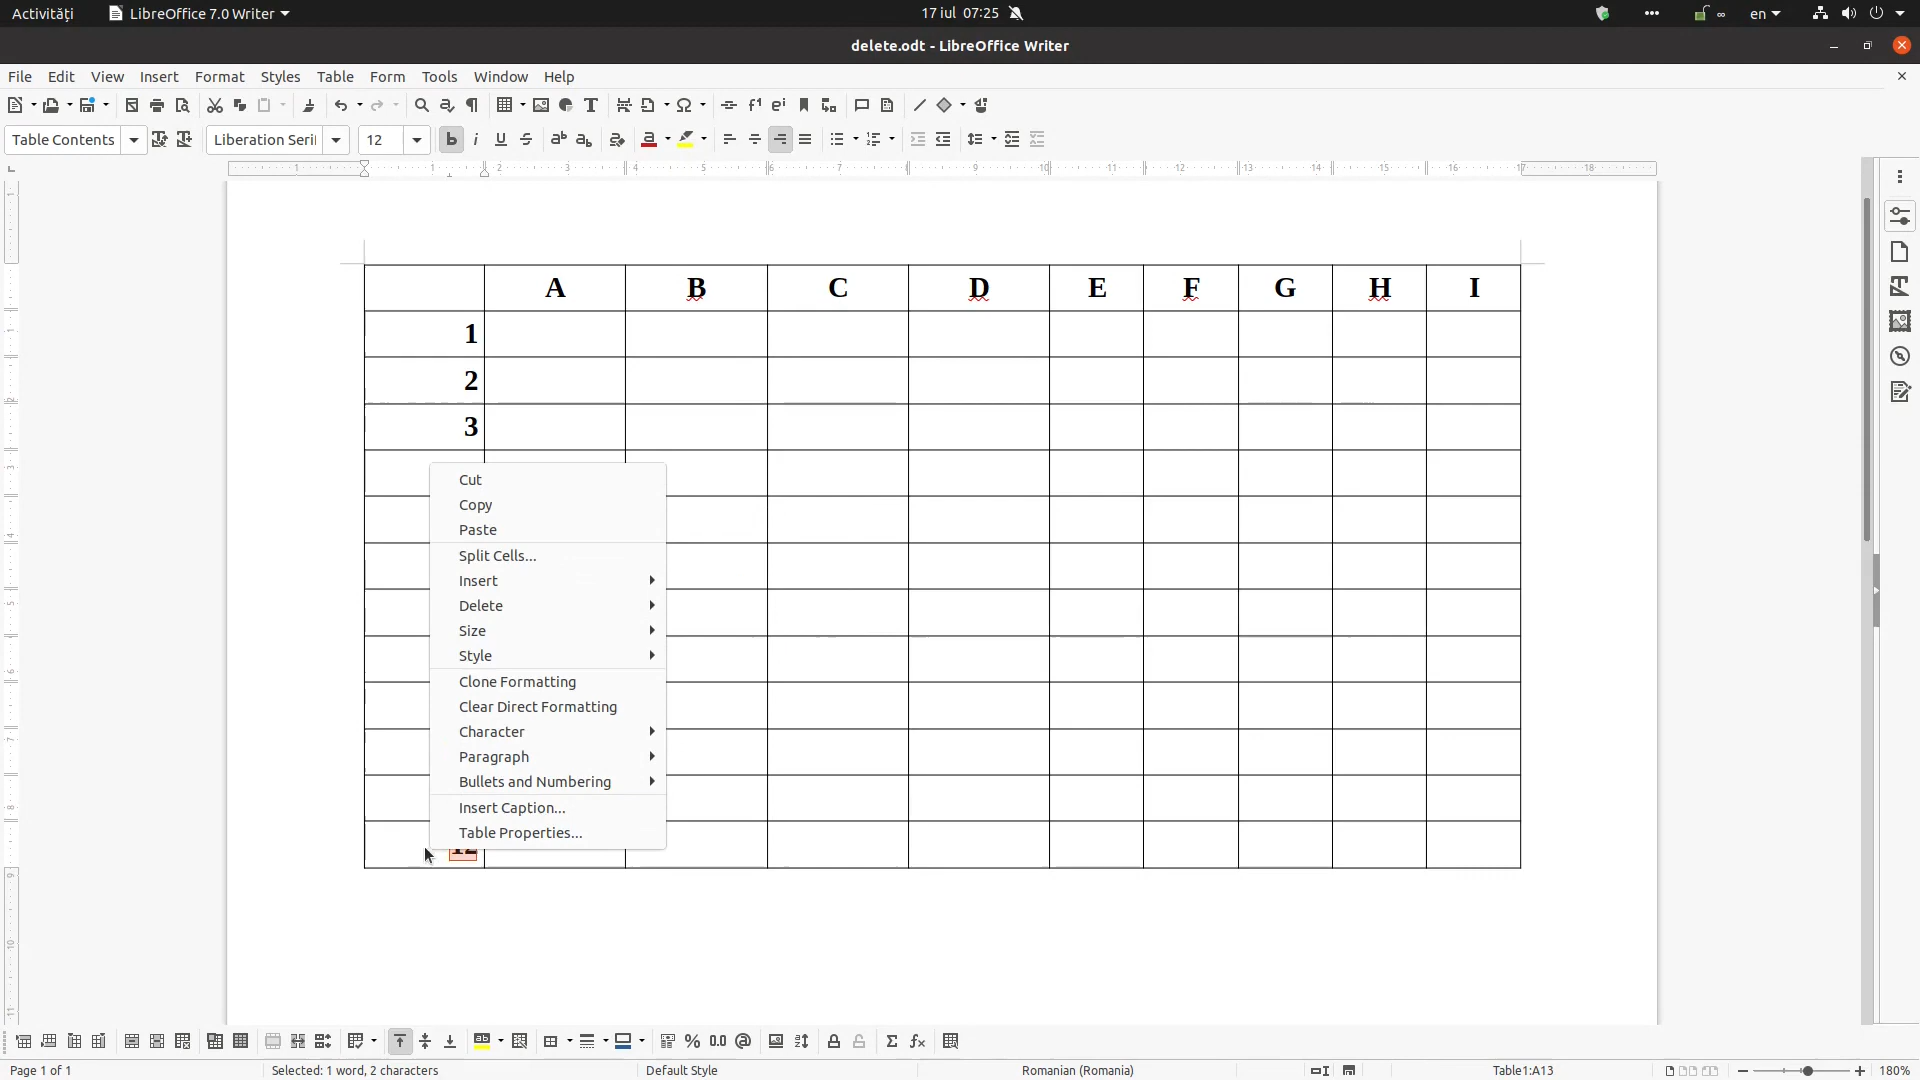 Activități
LibreOffice 7.0 Writer
17 iul 07:25
en
delete.odt - LibreOffice Writer
File Edit View Insert Format Styles Table Form Tools Window Help
Table Contents
Liberation Seri
12
A B C D E F G H I
1
2
3
Cut
Copy
Paste
Split Cells...
Insert
Delete
Size
Style
Clone Formatting
Clear Direct Formatting
Character
Paragraph
Bullets and Numbering
Insert Caption...
Table Properties...
12
Page 1 of 1
Selected: 1 word, 2 characters
Default Style
Romanian (Romania)
Table1:A13
180%